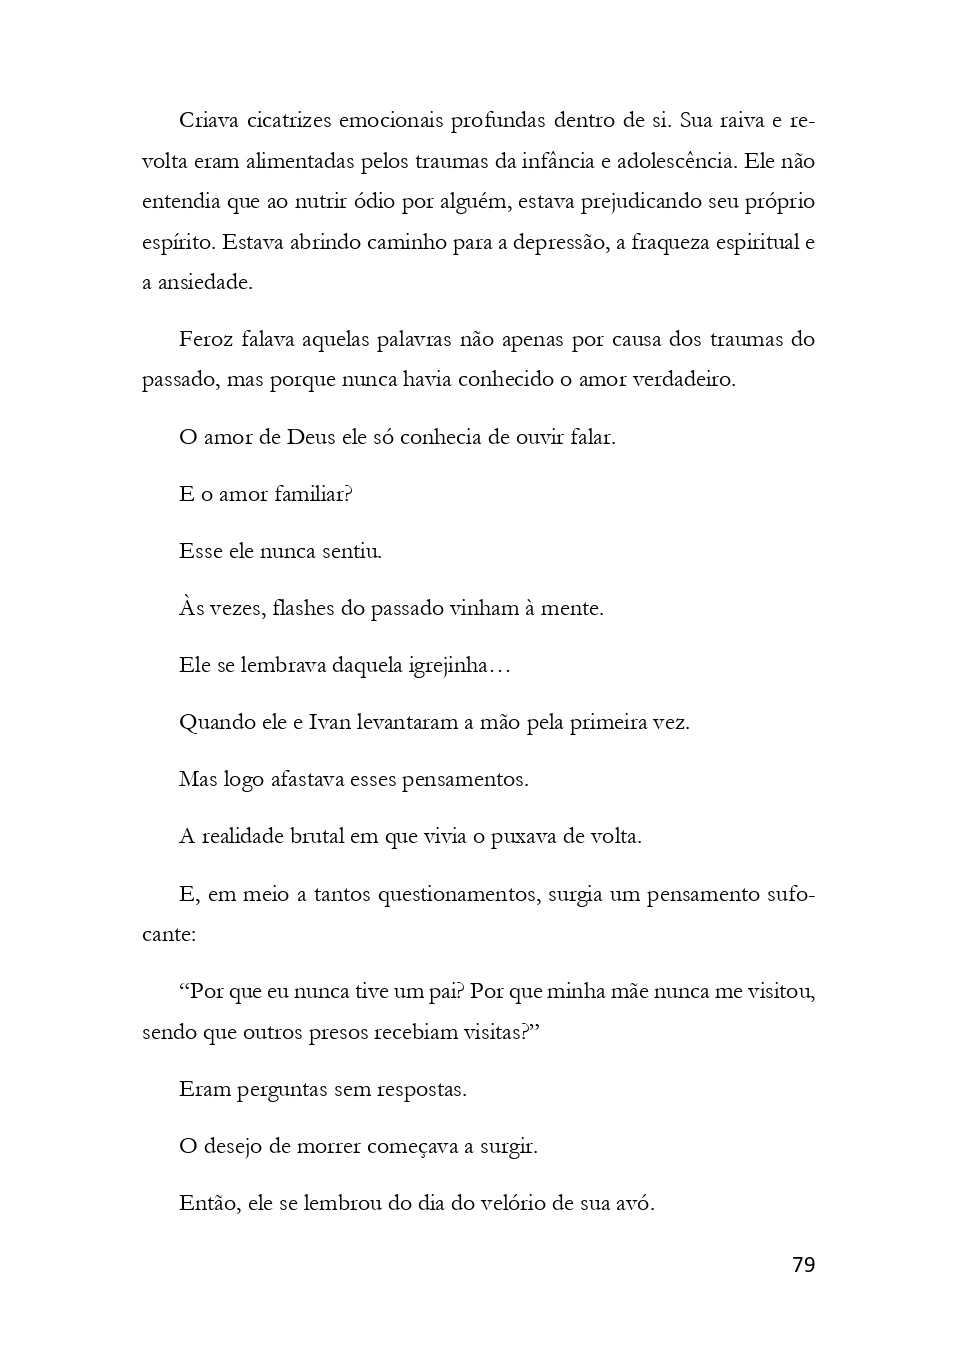 Criava cicatrizes emocionais profundas dentro de si. Sua raiva e re-
volta eram alimentadas pelos traumas da infância e adolescência. Ele não
entendia que ao nutrir ódio por alguém, estava prejudicando seu próprio
espírito. Estava abrindo caminho para a depressão, a fraqueza espiritual e
a ansiedade.
Feroz falava aquelas palavras não apenas por causa dos traumas do
passado, mas porque nunca havia conhecido o amor verdadeiro.
O amor de Deus ele só conhecia de ouvir falar.
E o amor familiar?
Esse ele nunca sentiu.
Às vezes, flashes do passado vinham à mente.
Ele se lembrava daquela igrejinha…
Quando ele e Ivan levantaram a mão pela primeira vez.
Mas logo afastava esses pensamentos.
A realidade brutal em que vivia o puxava de volta.
E, em meio a tantos questionamentos, surgia um pensamento sufo-
cante:
“Por que eu nunca tive um pai? Por que minha mãe nunca me visitou,
sendo que outros presos recebiam visitas?”
Eram perguntas sem respostas.
O desejo de morrer começava a surgir.
Então, ele se lembrou do dia do velório de sua avó.
79